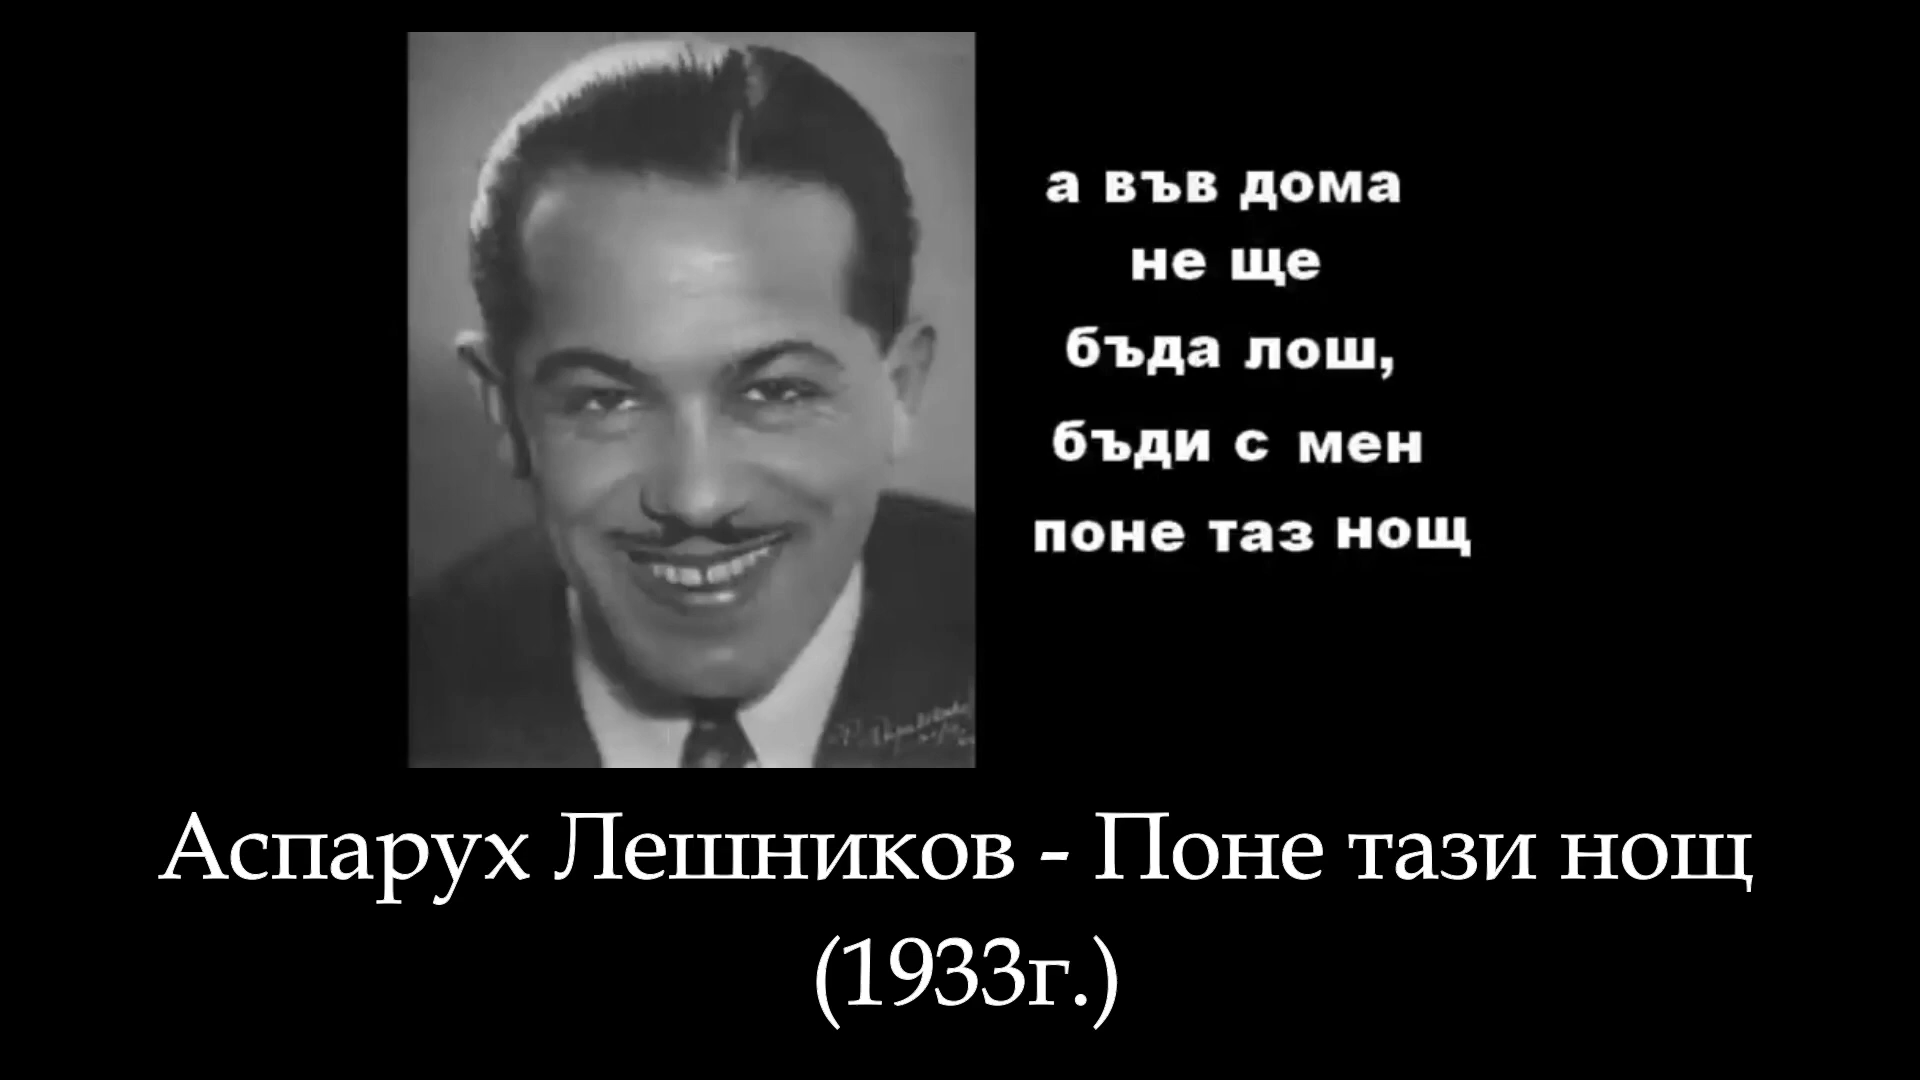 а във дома
не ще
бъда лош,
бъди с мен
поне таз нощ
Аспарух Лешников - Поне тази нощ
(1933г.)